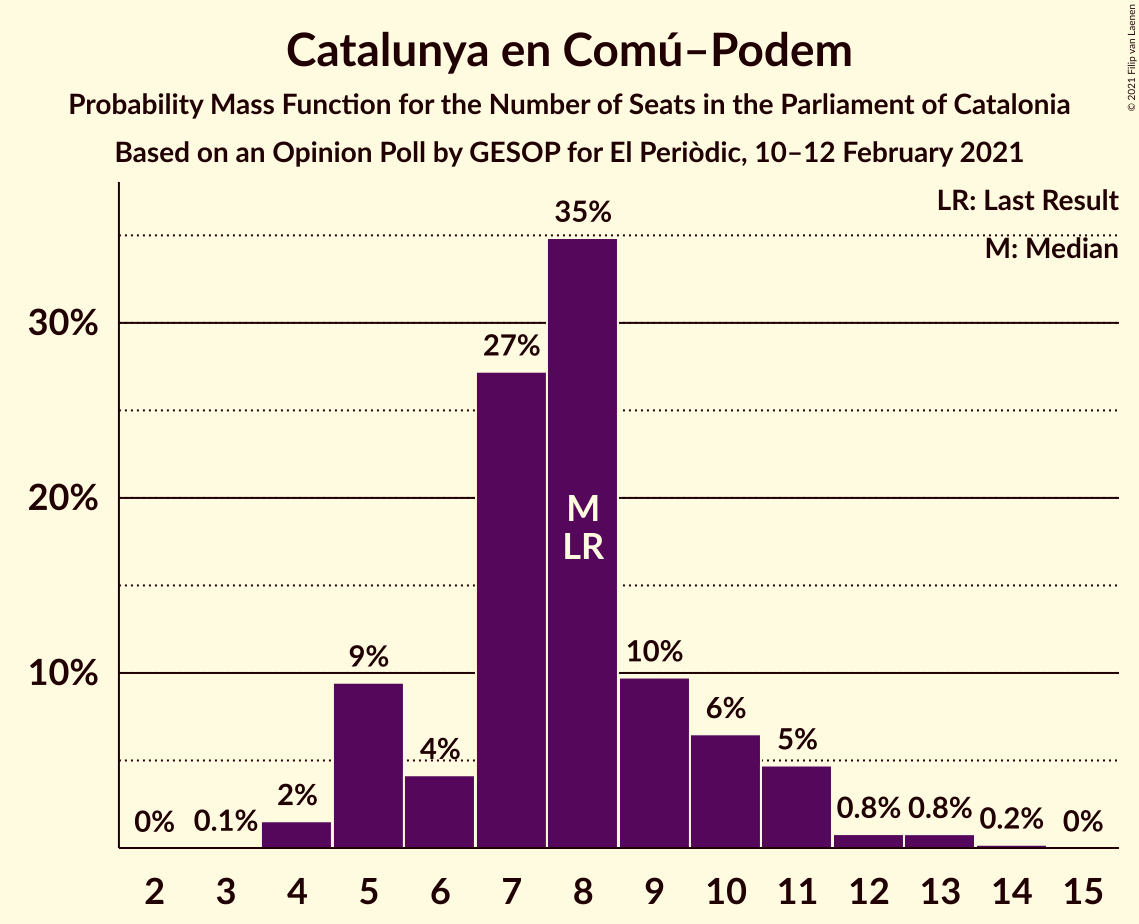 Catalunya en Comú–Podem
Probability Mass Function for the Number of Seats in the Parliament of Catalonia
Based on an Opinion Poll by GESOP for El Periòdic, 10–12 February 2021
© 2021 Filip van Laenen
LR: Last Result
M: Median
30%
20%
10%
0%
0.1%
2%
9%
4%
27%
35%
M
LR
10%
6%
5%
0.8%
0.8%
0.2%
0%
2 3 4 5 6 7 8 9 10 11 12 13 14 15